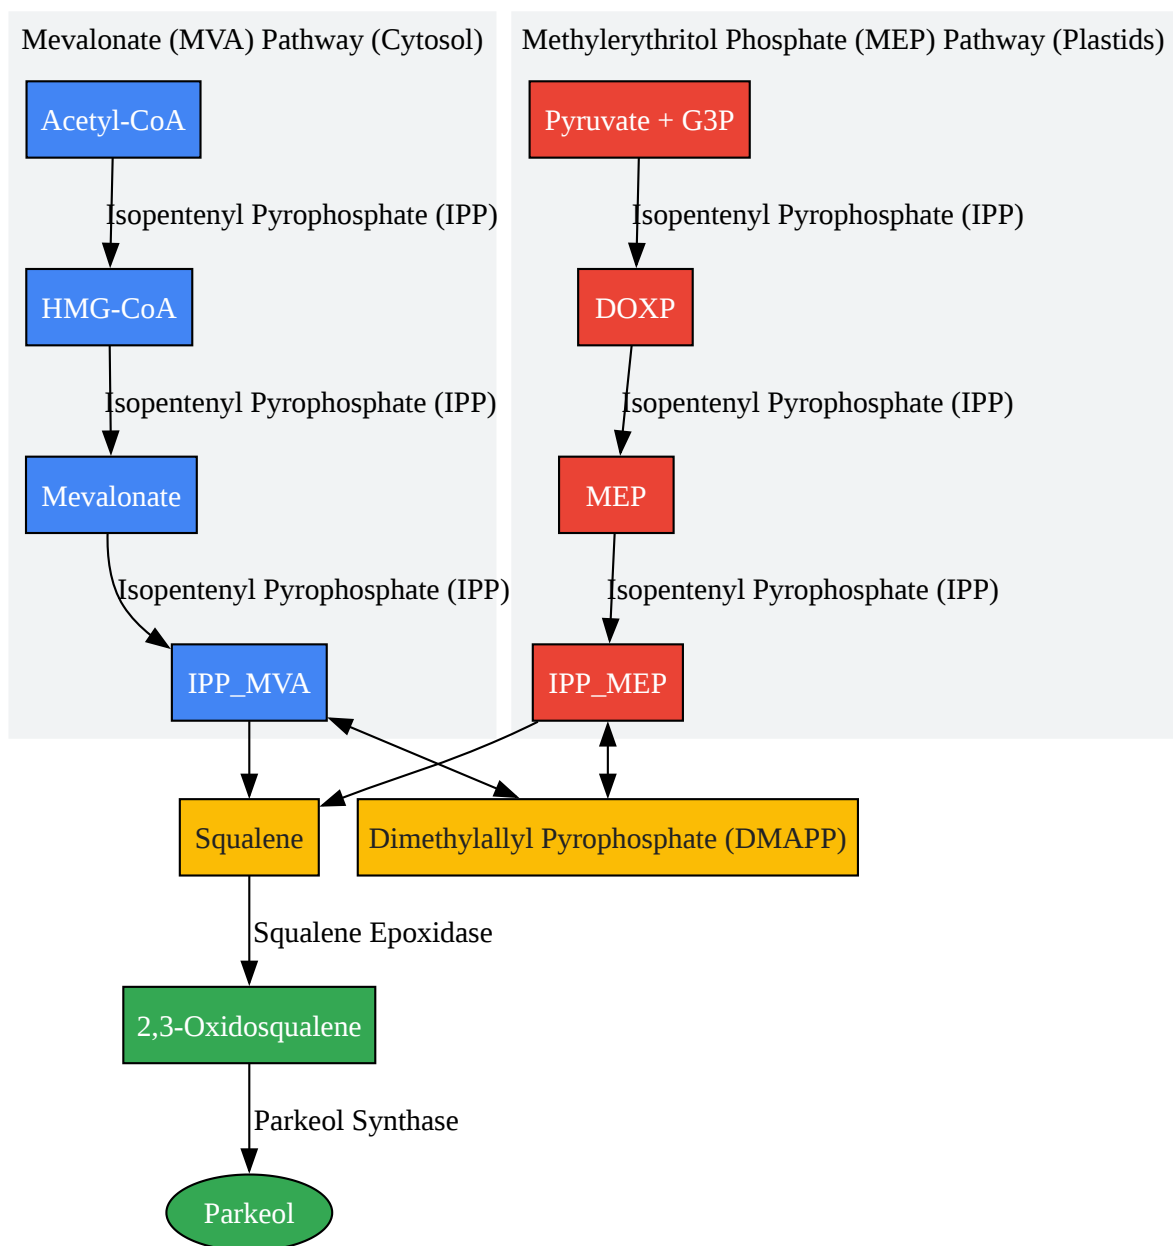 Mevalonate (MVA) Pathway (Cytosol)
Acetyl-CoA
Isopentenyl Pyrophosphate (IPP)
HMG-CoA
Isopentenyl Pyrophosphate (IPP)
Mevalonate
Isopentenyl Pyrophosphate (IPP)
IPP_MVA
Methylerythritol Phosphate (MEP) Pathway (Plastids)
Pyruvate + G3P
Isopentenyl Pyrophosphate (IPP)
DOXP
Isopentenyl Pyrophosphate (IPP)
MEP
Isopentenyl Pyrophosphate (IPP)
IPP_MEP
Squalene
Dimethylallyl Pyrophosphate (DMAPP)
Squalene Epoxidase
2,3-Oxidosqualene
Parkeol Synthase
Parkeol